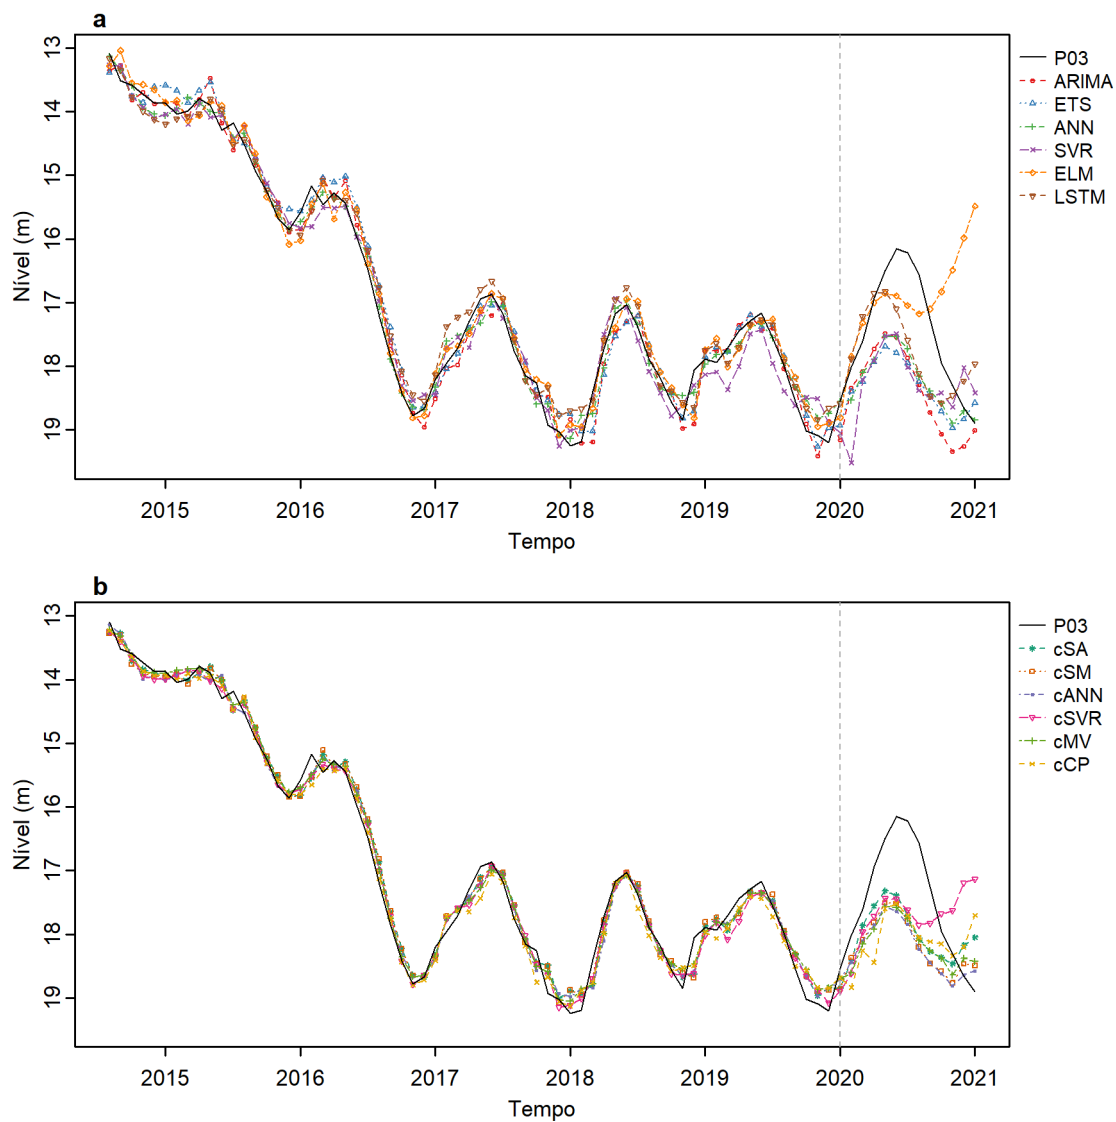 a
13
14
15
16
17
18
19
Nível (m)
2015 2016 2017 2018 2019 2020 2021
Tempo
P03
ARIMA
ETS
ANN
SVR
ELM
LSTM
b
13
14
15
16
17
18
19
Nível (m)
2015 2016 2017 2018 2019 2020 2021
Tempo
P03
cSA
cSM
cANN
cSVR
cMV
cCP